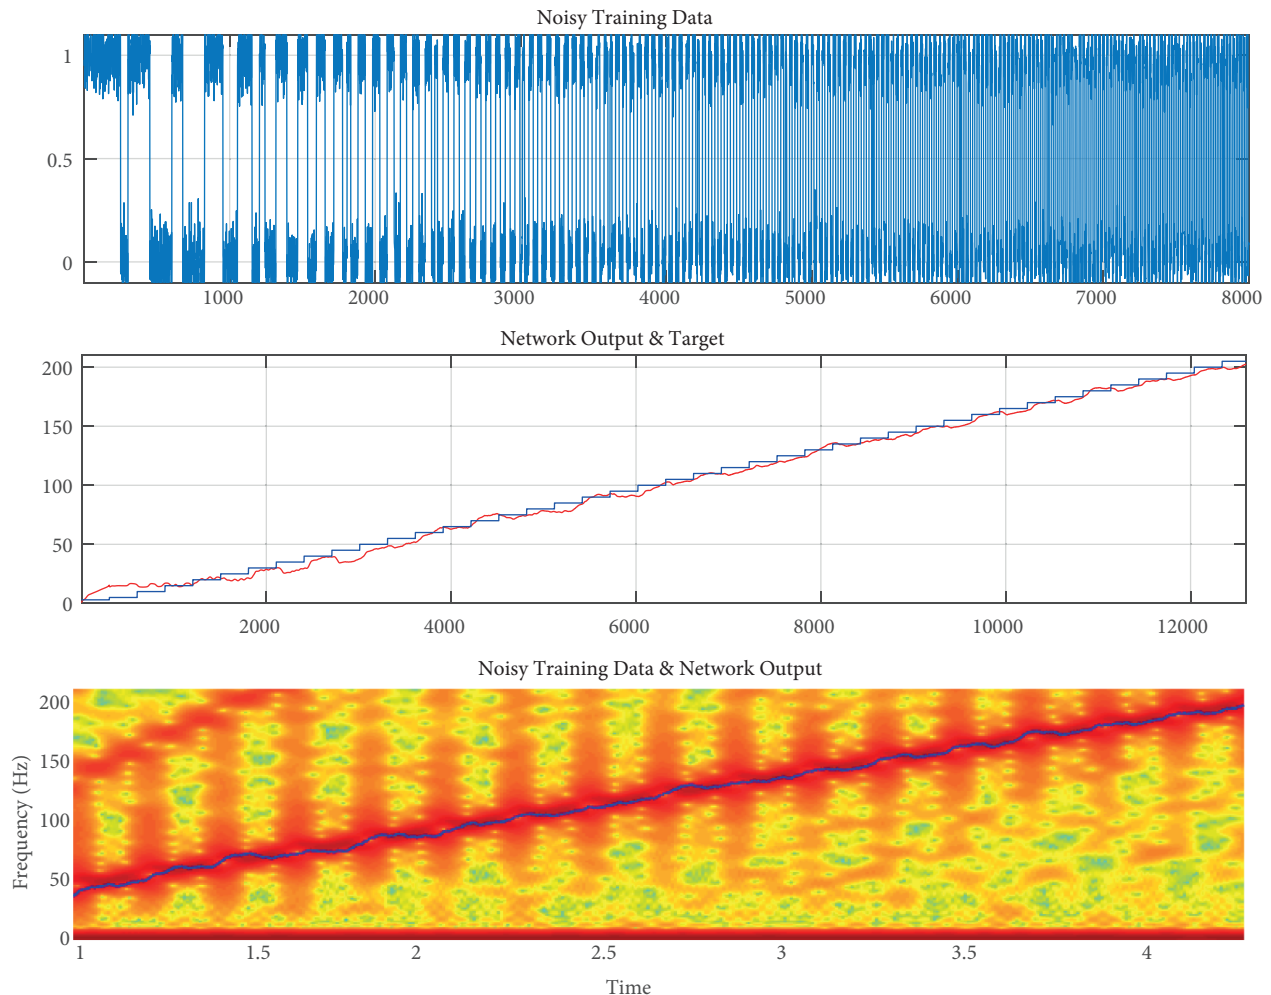 Noisy Training Data
1
0.5
0
1000 2000 3000 4000 5000 6000 7000 8000
Network Output & Target
200
150
100
50
0
2000 4000 6000 8000 10000 12000
Noisy Training Data & Network Output
Frequency (Hz)
200
150
100
50
0
1 1.5 2 2.5 3 3.5 4
Time